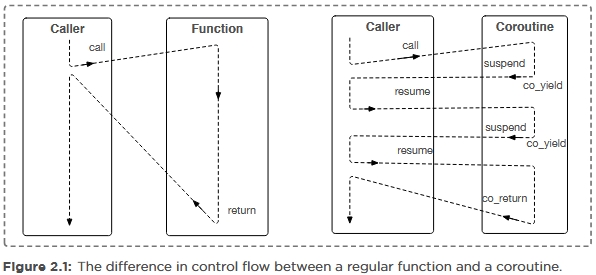 Caller
Function
call
return
Caller
Coroutine
call
suspend
co_yield
resume
suspend
co_yield
resume
co_return
Figure 2.1: The difference in control flow between a regular function and a coroutine.